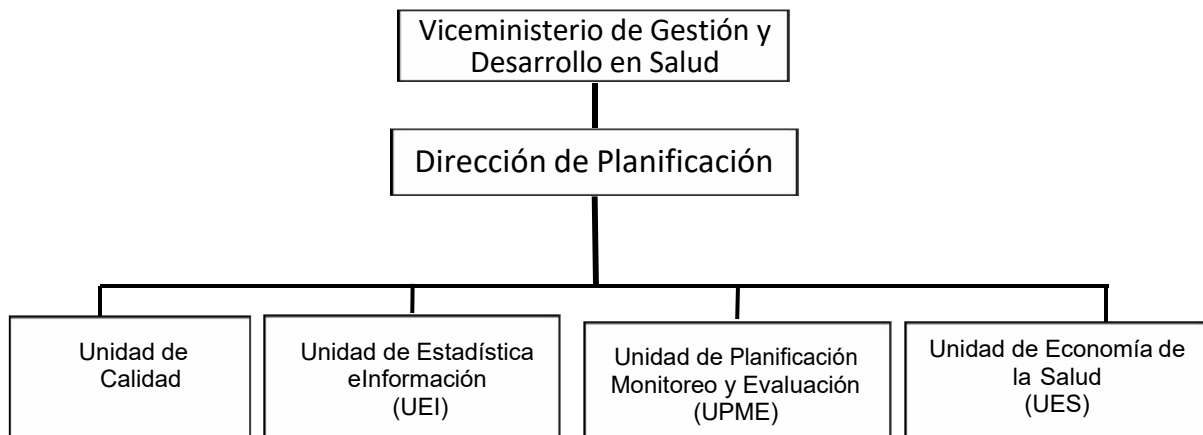 Viceministerio de Gestión y
Desarrollo en Salud
Dirección de Planificación
Unidad de
Calidad
Unidad de Estadística
eInformación
(UEI)
Unidad de Planificación
Monitoreo y Evaluación
(UPME)
Unidad de Economía de
la Salud
(UES)